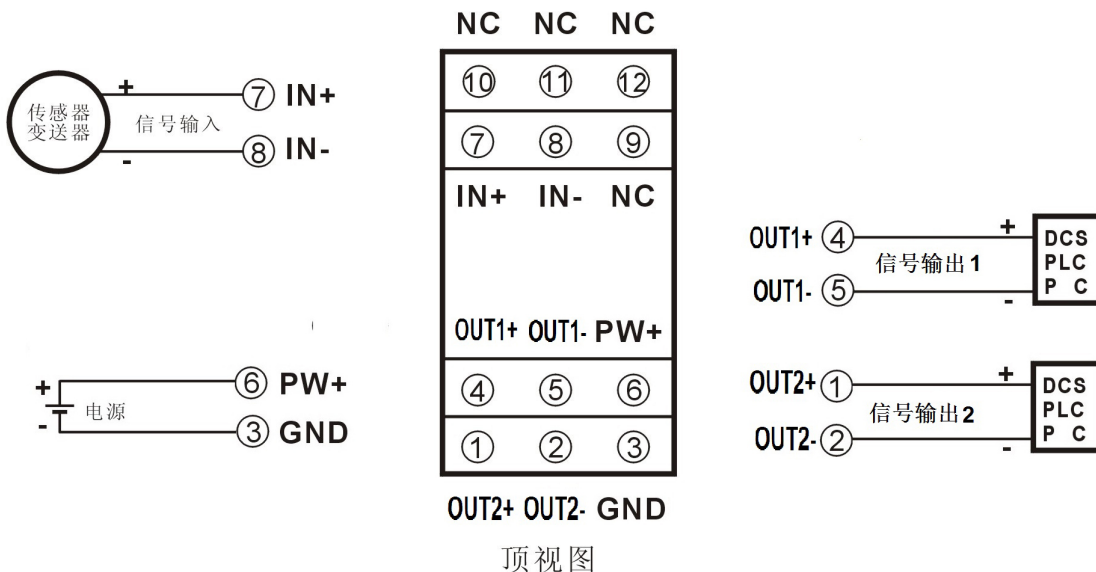 NC NC NC
⑩ ⑪ ⑫
⑦ ⑧ ⑨
IN+ IN- NC
OUT1+ OUT1- PW+
④ ⑤ ⑥
① ② ③
OUT2+ OUT2- GND
顶视图
传感器
变送器
+ ⑦ IN+
信号输入
- ⑧ IN-
+ ⑥ PW+
电源
- ③ GND
OUT1+ ④ +
信号输出1
OUT1- ⑤ -
DCS
PLC
P C
OUT2+ ① +
信号输出2
OUT2- ② -
DCS
PLC
P C